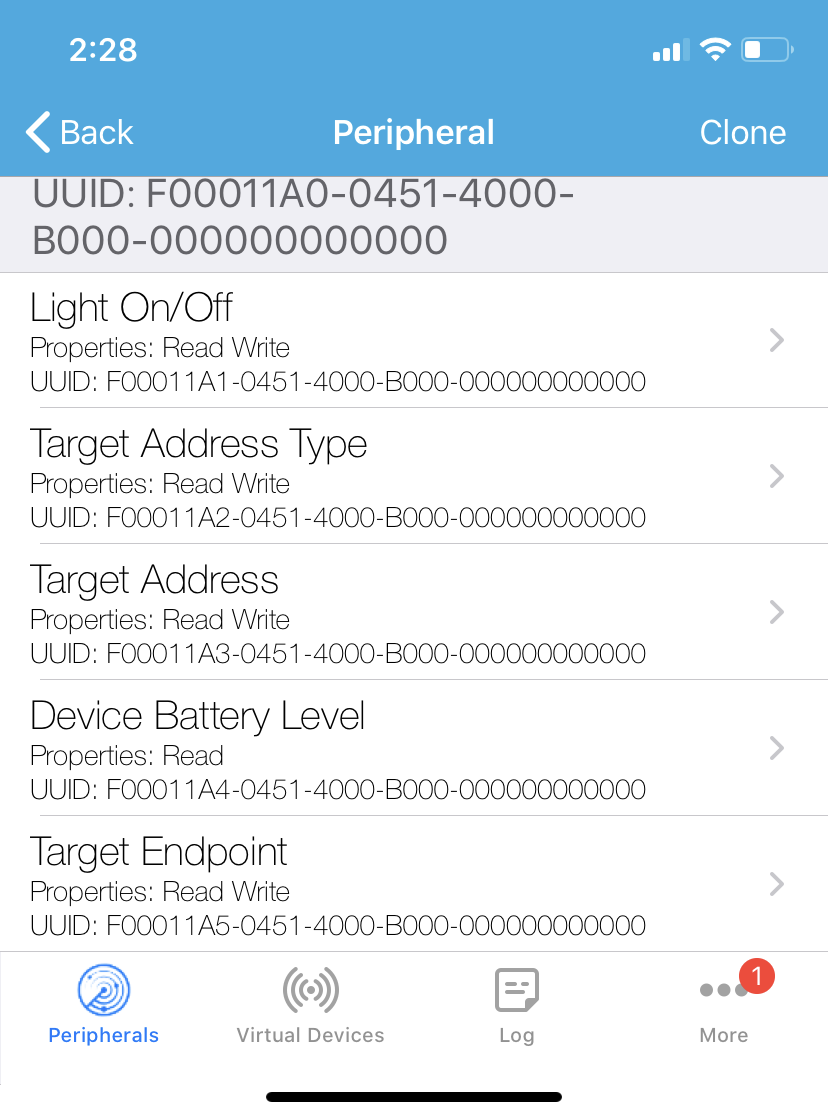 2:28
Back
Peripheral
Clone
UUID: F00011A0-0451-4000-
B000-000000000000
Light On/Off
Properties: Read Write
UUID: F00011A1-0451-4000-B000-000000000000
Target Address Type
Properties: Read Write
UUID: F00011A2-0451-4000-B000-000000000000
Target Address
Properties: Read Write
UUID: F00011A3-0451-4000-B000-000000000000
Device Battery Level
Properties: Read
UUID: F00011A4-0451-4000-B000-000000000000
Target Endpoint
Properties: Read Write
UUID: F00011A5-0451-4000-B000-000000000000
1
Peripherals
Virtual Devices
Log
More